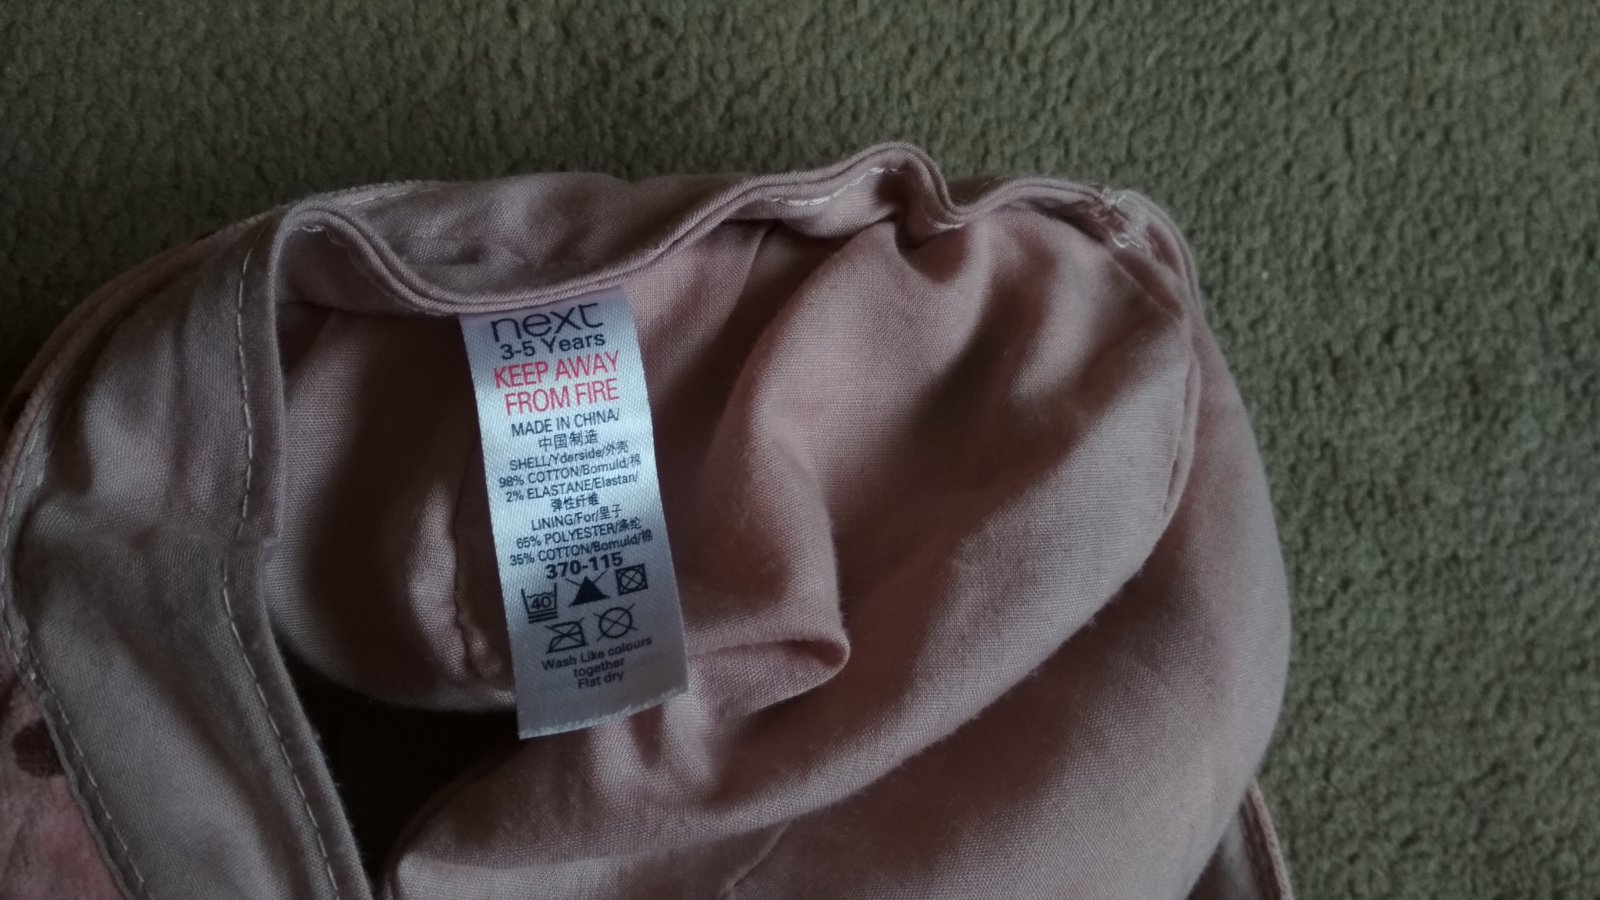 next
3-5 Years
KEEP AWAY
FROM FIRE
MADE IN CHINA/
中国制造
SHELL/Yderside/外壳
98% COTTON/Bomuld/棉
2% ELASTANE/Elastan/
弹性纤维
LINING/For/里子
65% POLYESTER/涤纶
35% COTTON/Bomuld/棉
370-115
40
Wash Like colours
together
Flat dry